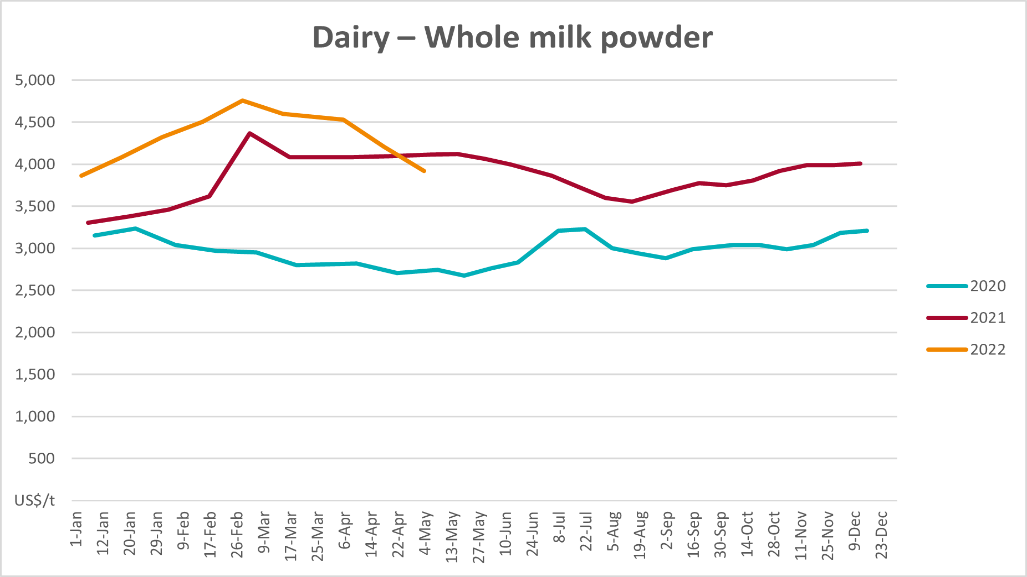 Dairy – Whole milk powder
5,000
4,500
4,000
3,500
3,000
2,500
2,000
1,500
1,000
500
US$/t
1-Jan
12-Jan
20-Jan
29-Jan
9-Feb
17-Feb
26-Feb
9-Mar
17-Mar
25-Mar
6-Apr
14-Apr
22-Apr
4-May
13-May
27-May
10-Jun
24-Jun
8-Jul
22-Jul
5-Aug
19-Aug
2-Sep
16-Sep
30-Sep
14-Oct
28-Oct
11-Nov
25-Nov
9-Dec
23-Dec
2020
2021
2022